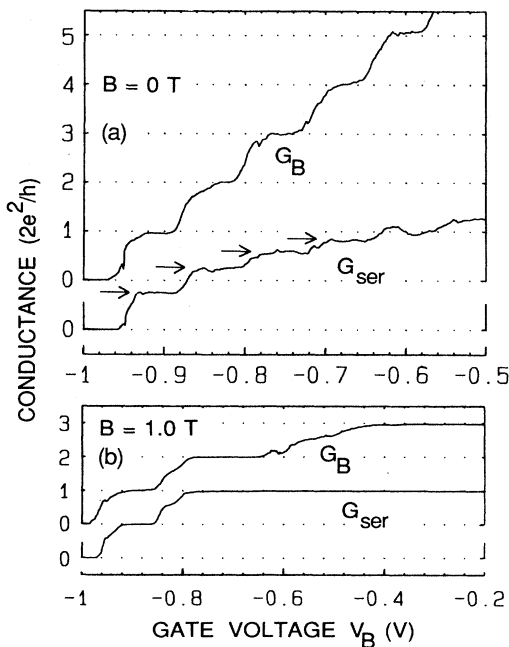 5
B = 0 T
4
(a)
3
G_B
2
1
G_ser
0
0
-1 -0.9 -0.8 -0.7 -0.6 -0.5
CONDUCTANCE (2e²/h)
B = 1.0 T
3
(b)
2
G_B
1
0
G_ser
0
-1 -0.8 -0.6 -0.4 -0.2
GATE VOLTAGE V_B (V)